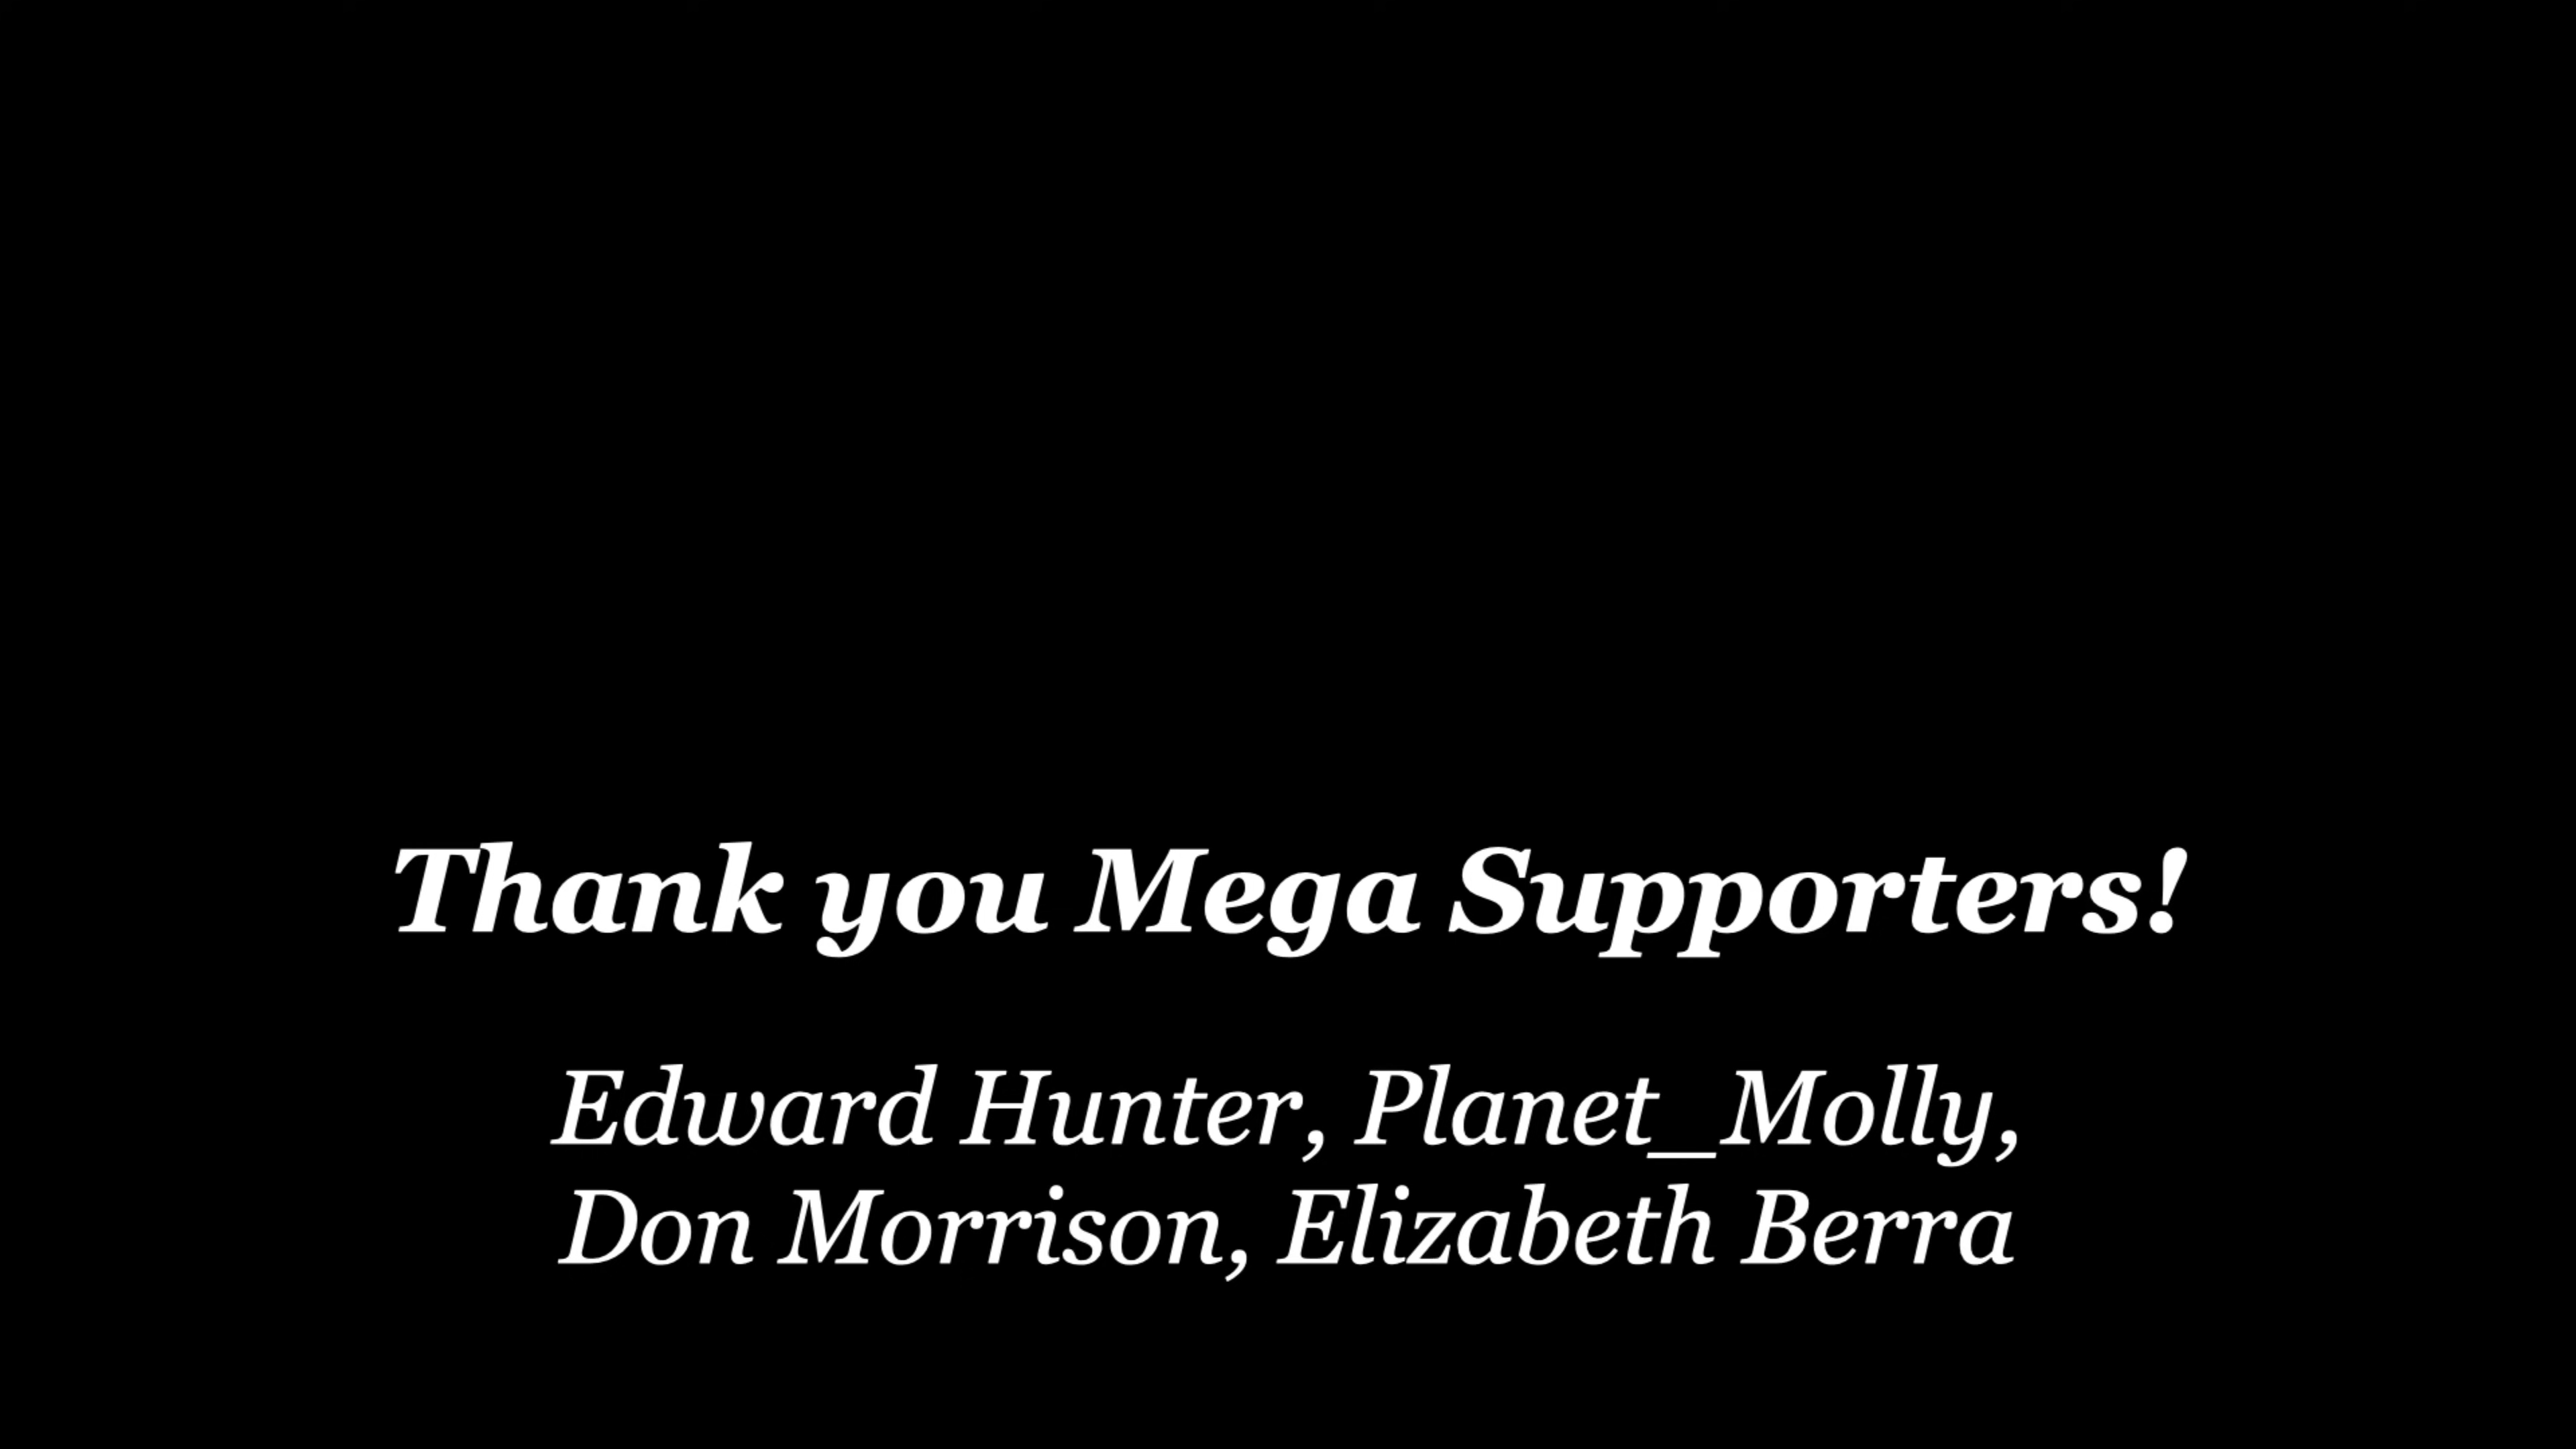 Thank you Mega Supporters!
Edward Hunter, Planet_Molly,
Don Morrison, Elizabeth Berra